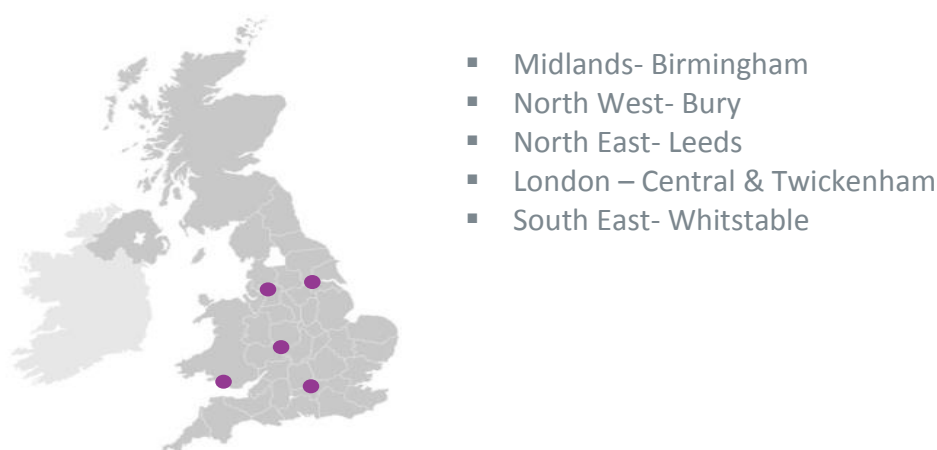 ▪ Midlands- Birmingham
▪ North West- Bury
▪ North East- Leeds
▪ London – Central & Twickenham
▪ South East- Whitstable